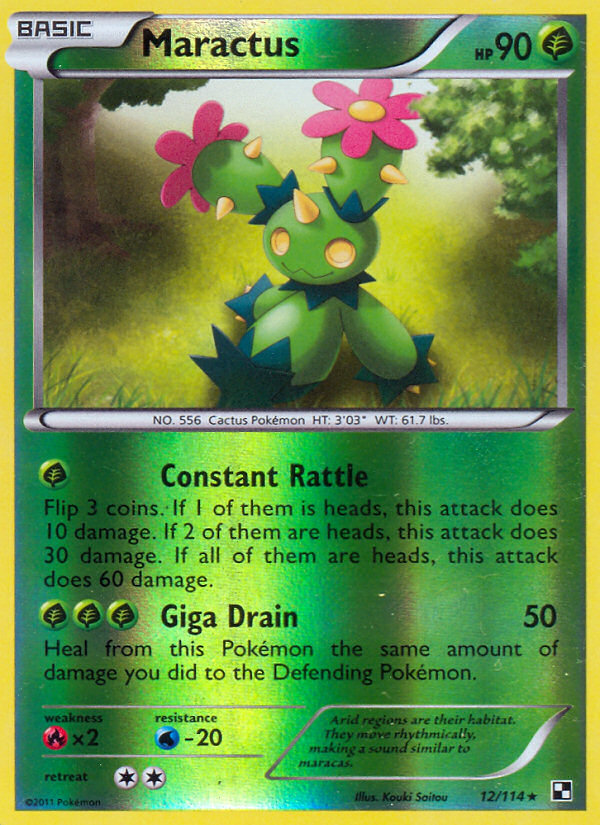 BASIC
Maractus
HP 90
NO. 556 Cactus Pokémon HT: 3'03" WT: 61.7 lbs.
Constant Rattle
Flip 3 coins. If 1 of them is heads, this attack does
10 damage. If 2 of them are heads, this attack does
30 damage. If all of them are heads, this attack
does 60 damage.
Giga Drain 50
Heal from this Pokémon the same amount of
damage you did to the Defending Pokémon.
weakness resistance
×2 -20
retreat
Arid regions are their habitat.
They move rhythmically,
making a sound similar to
maracas.
©2011 Pokémon
Illus. Kouki Saitou 12/114★